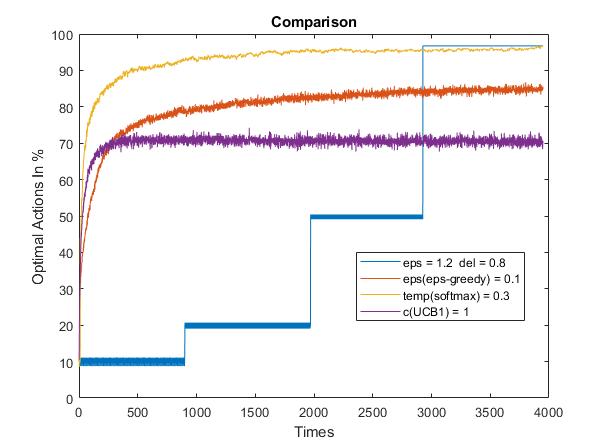 Comparison
100
90
80
70
60
50
40
30
20
10
0
Optimal Actions In %
eps = 1.2 del = 0.8
eps(eps-greedy) = 0.1
temp(softmax) = 0.3
c(UCB1) = 1
0 500 1000 1500 2000 2500 3000 3500 4000
Times